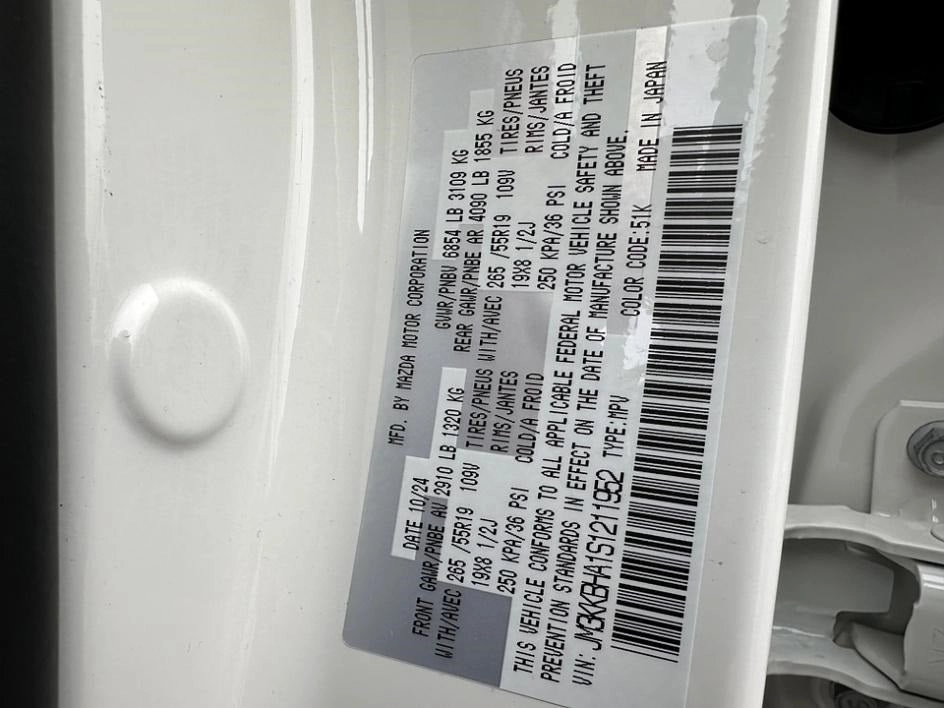 MFD. BY MAZDA MOTOR CORPORATION
DATE 10/24 GVWR/PNBV 6854 LB 3109 KG
FRONT GAWR/PNBE AV 2910 LB 1320 KG REAR GAWR/PNBE AR 4090 LB 1855 KG
WITH/AVEC 265 /55R19 109V TIRES/PNEUS WITH/AVEC 265 /55R19 109V TIRES/PNEUS
19X8 1/2J RIMS/JANTES 19X8 1/2J RIMS/JANTES
250 KPA/36 PSI COLD/A FROID 250 KPA/36 PSI COLD/A FROID
THIS VEHICLE CONFORMS TO ALL APPLICABLE FEDERAL MOTOR VEHICLE SAFETY AND THEFT
PREVENTION STANDARDS IN EFFECT ON THE DATE OF MANUFACTURE SHOWN ABOVE.
VIN: JM3KKBHA1S1211952 TYPE:MPV COLOR CODE:51K MADE IN JAPAN